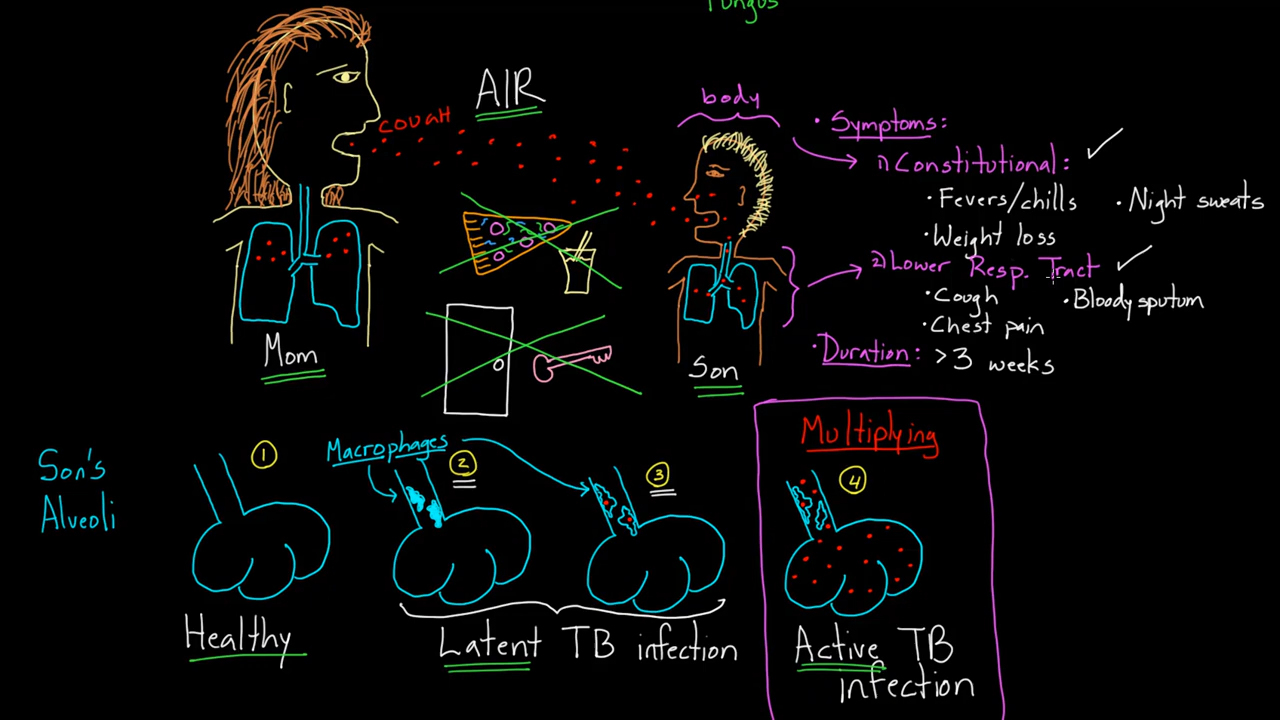 Fungus
AIR
COUGH
body
• Symptoms:
1) Constitutional:
• Fevers/chills • Night sweats
• Weight loss
2) Lower Resp. Tract
• Cough • Bloody sputum
• Chest pain
• Duration: >3 weeks
Mom
Son
Son's
Alveoli
Macrophages
1
2
3
4
Multiplying
Healthy
Latent TB infection
Active TB
infection